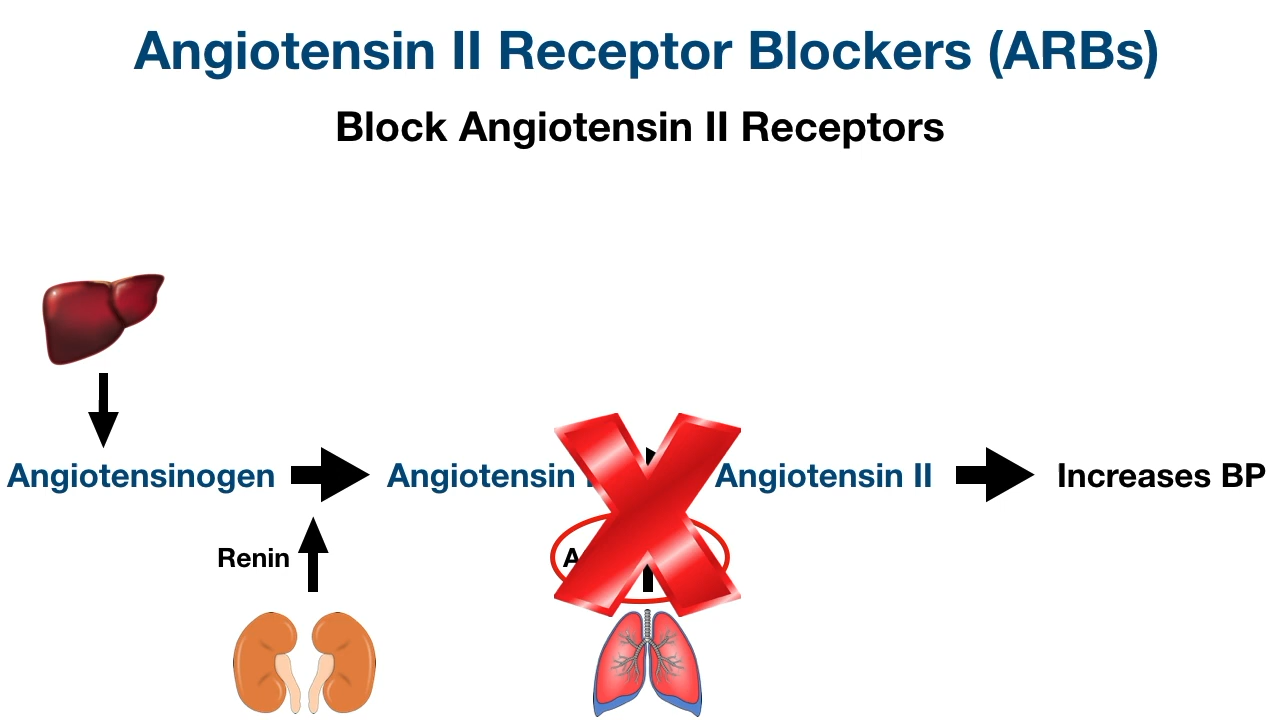 Angiotensin II Receptor Blockers (ARBs)
Block Angiotensin II Receptors
Angiotensinogen
Angiotensin
Angiotensin II
Increases BP
Renin